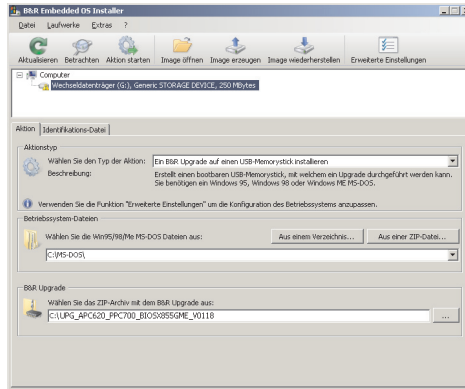 B&R Embedded OS Installer
Datei Laufwerke Extras ?
Aktualisieren Betrachten Aktion starten Image öffnen Image erzeugen Image wiederherstellen Erweiterte Einstellungen
Computer
Wechseldatenträger (G:), Generic STORAGE DEVICE, 250 MBytes
Aktion Identifikations-Datei
Aktionstyp
Wählen Sie den Typ der Aktion: Ein B&R Upgrade auf einen USB-Memorystick installieren
Beschreibung: Erstellt einen bootbaren USB-Memorystick, mit welchem ein Upgrade durchgeführt werden kann.
Sie benötigen ein Windows 95, Windows 98 oder Windows ME MS-DOS.
Verwenden Sie die Funktion "Erweiterte Einstellungen" um die Konfiguration des Betriebssystems anzupassen.
Betriebssystem-Dateien
Wählen Sie die Win95/98/Me MS-DOS Dateien aus: Aus einem Verzeichnis... Aus einer ZIP-Datei...
C:\MS-DOS\
B&R Upgrade
Wählen Sie das ZIP-Archiv mit dem B&R Upgrade aus:
C:\UPG_APC620_PPC700_BIOSX855GME_V0118 ...